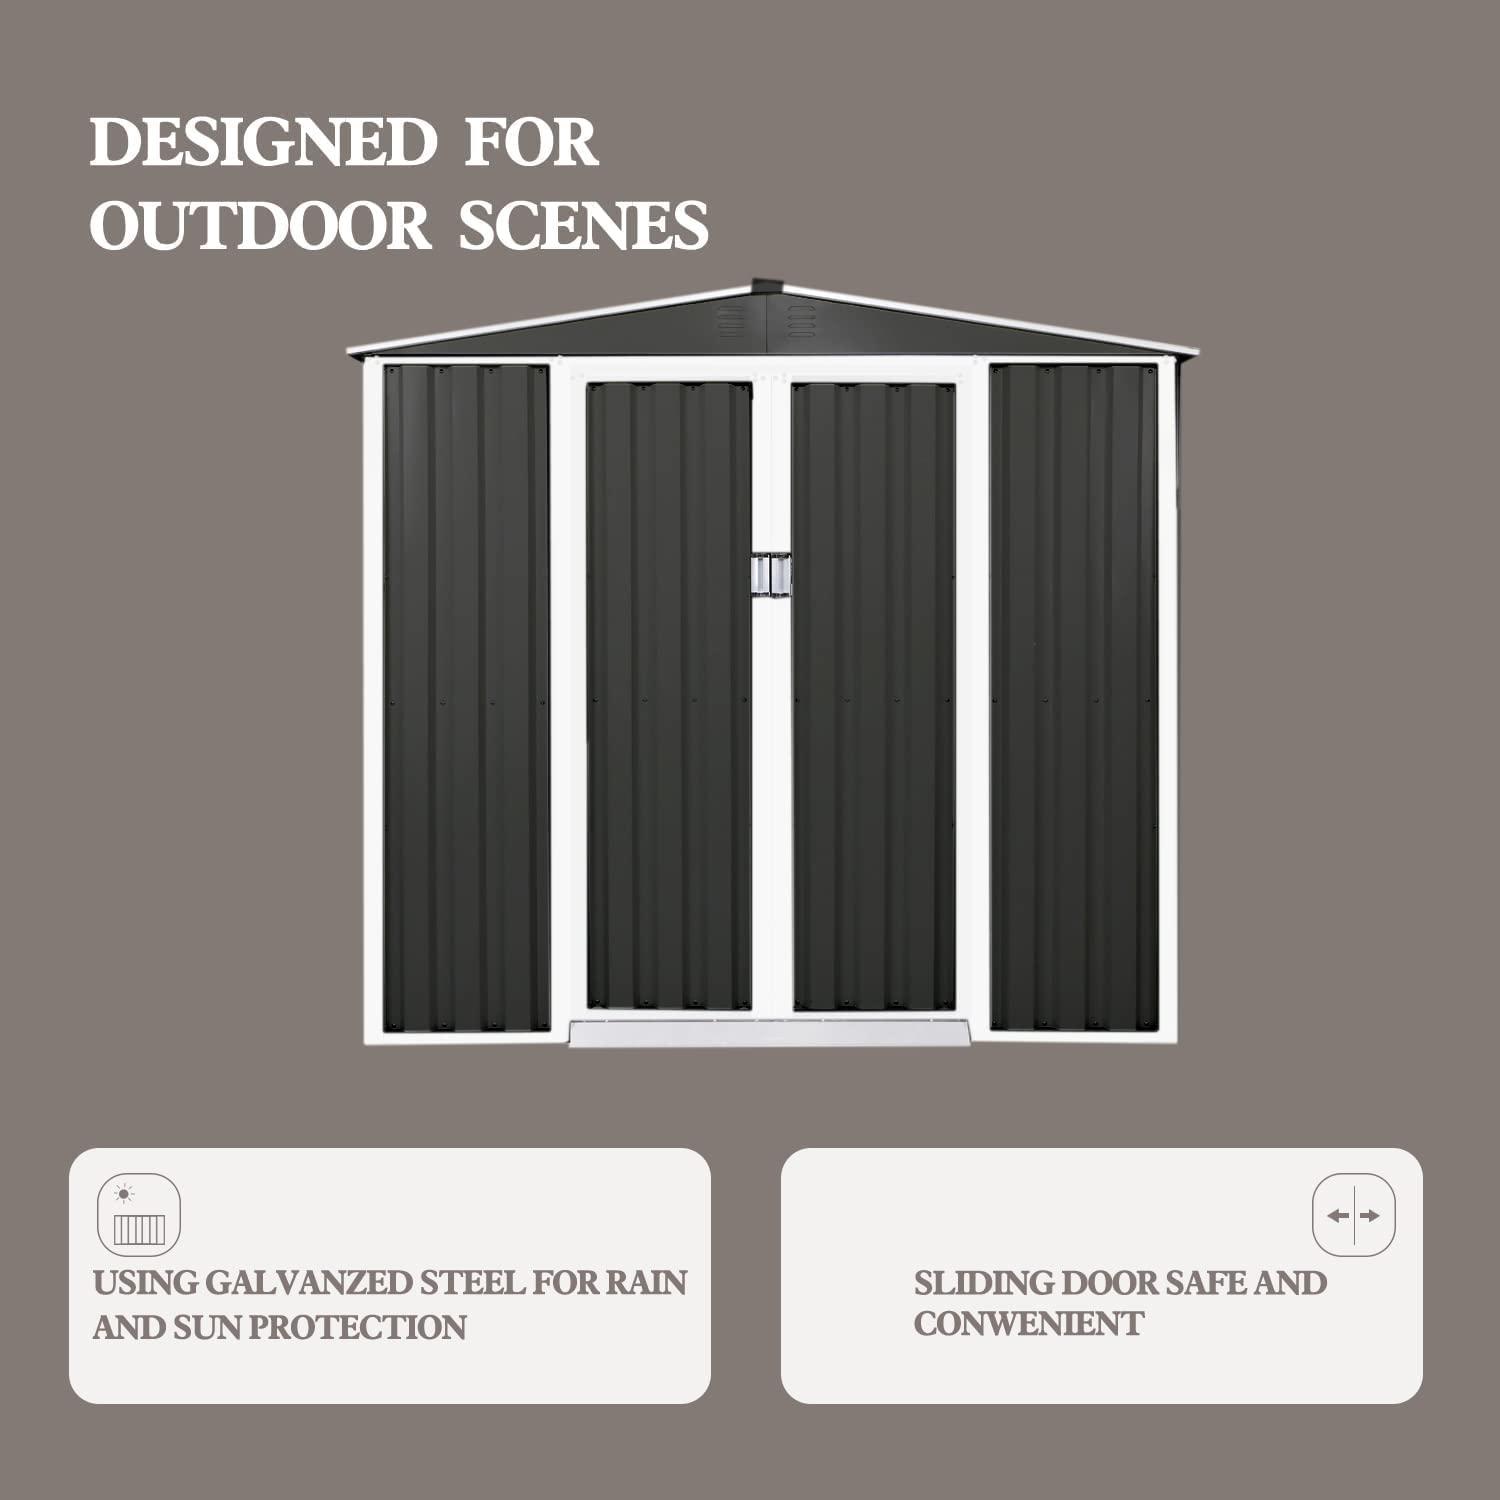 DESIGNED FOR
OUTDOOR SCENES
USING GALVANZED STEEL FOR RAIN
AND SUN PROTECTION
SLIDING DOOR SAFE AND
CONWENIENT